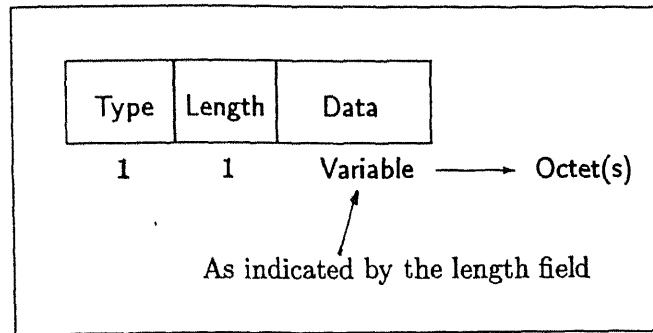 Type Length Data
1 1 Variable Octet(s)
As indicated by the length field